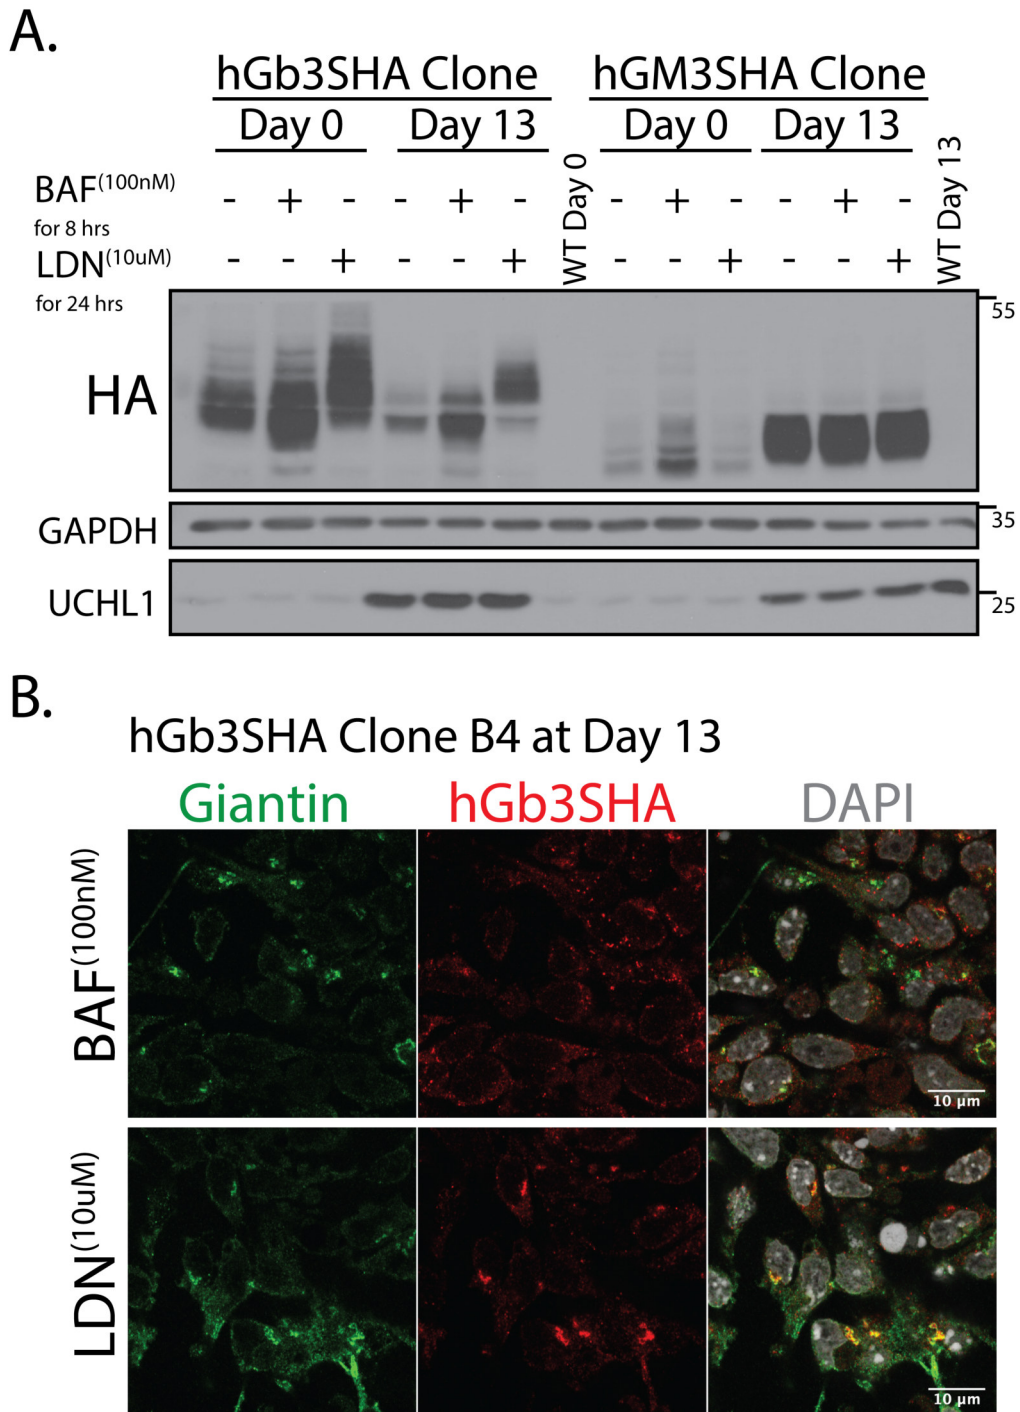 A.
hGb3SHA Clone hGM3SHA Clone
Day 0 Day 13 WT Day 0 Day 0 Day 13 WT Day 13
BAF(100nM) - + - - + - - + - - + -
for 8 hrs
LDN(10uM) - - + - - + - - + - - +
for 24 hrs
55
HA
GAPDH 35
UCHL1 25
B.
hGb3SHA Clone B4 at Day 13
Giantin hGb3SHA DAPI
BAF(100nM)
10 μm
LDN(10uM)
10 μm